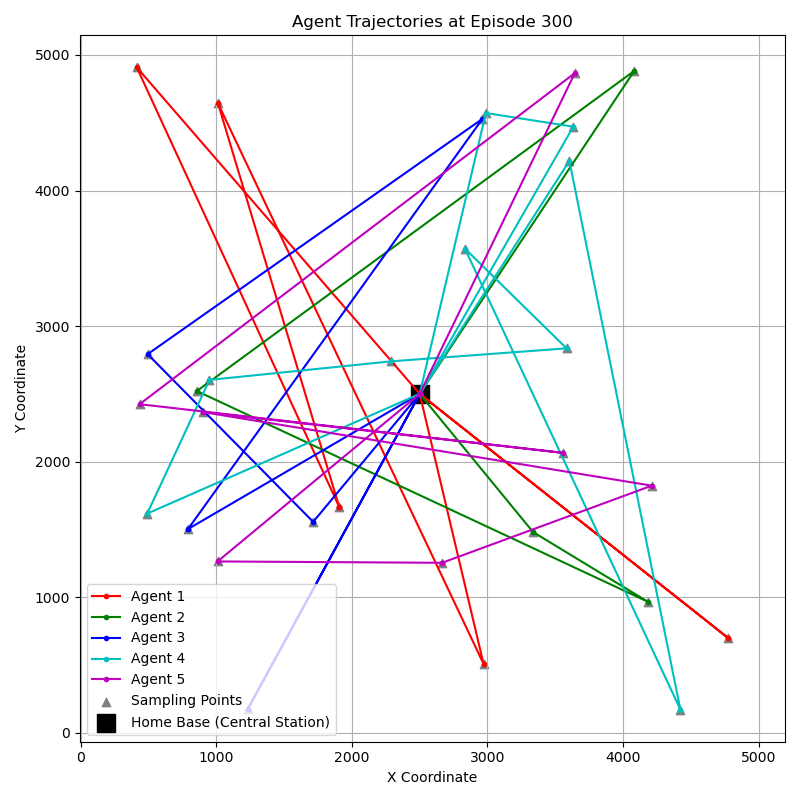 Agent Trajectories at Episode 300
Y Coordinate
5000
4000
3000
2000
1000
0
Agent 1
Agent 2
Agent 3
Agent 4
Agent 5
Sampling Points
Home Base (Central Station)
0 1000 2000 3000 4000 5000
X Coordinate